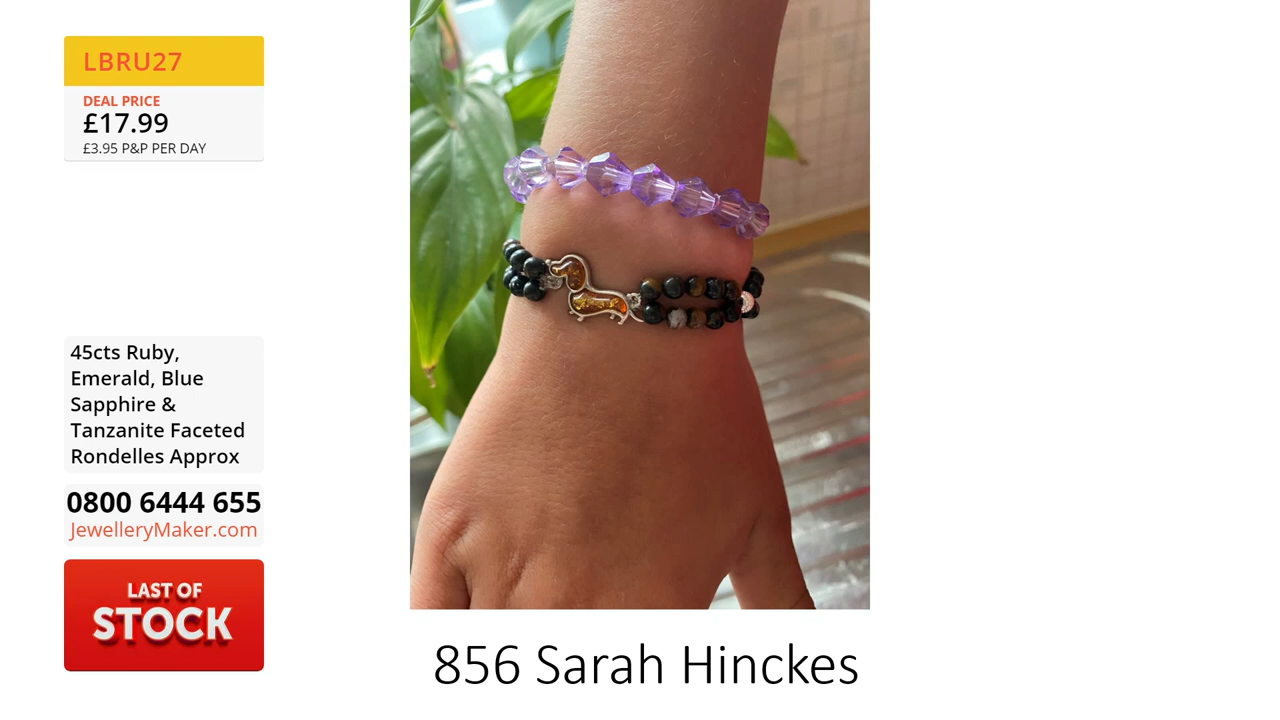 LBRU27
DEAL PRICE
£17.99
£3.95 P&P PER DAY
45cts Ruby,
Emerald, Blue
Sapphire &
Tanzanite Faceted
Rondelles Approx
0800 6444 655
JewelleryMaker.com
LAST OF
STOCK
856 Sarah Hinckes